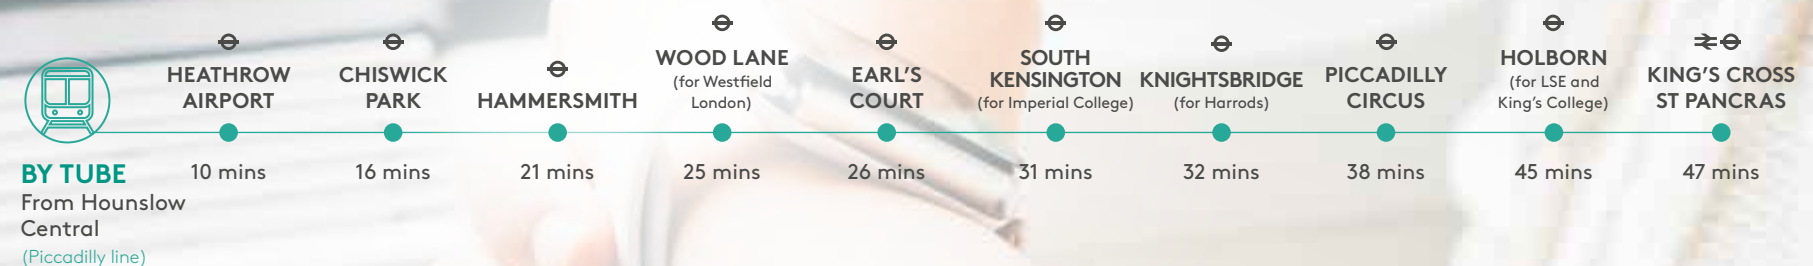 BY TUBE
From Hounslow
Central
(Piccadilly line)
HEATHROW
AIRPORT
10 mins
CHISWICK
PARK
16 mins
HAMMERSMITH
21 mins
WOOD LANE
(for Westfield
London)
25 mins
EARL'S
COURT
26 mins
SOUTH
KENSINGTON
(for Imperial College)
31 mins
KNIGHTSBRIDGE
(for Harrods)
32 mins
PICCADILLY
CIRCUS
38 mins
HOLBORN
(for LSE and
King's College)
45 mins
KING'S CROSS
ST PANCRAS
47 mins